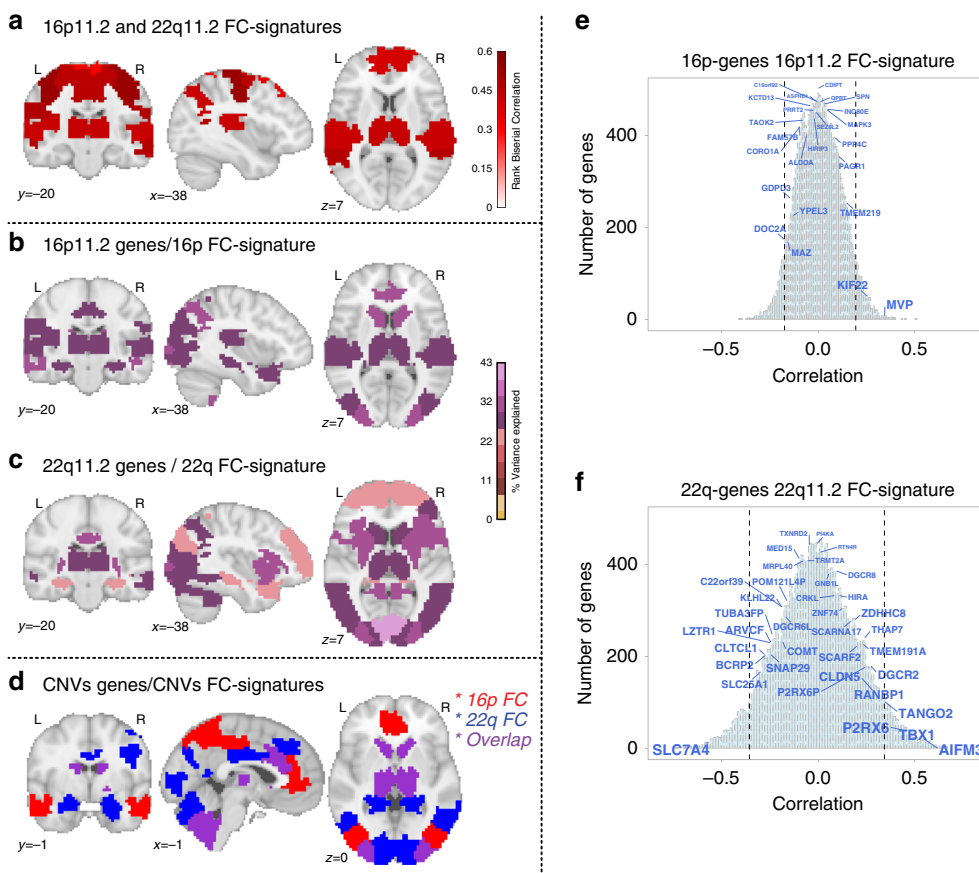 a 16p11.2 and 22q11.2 FC-signatures
L R L R
0.6
0.45
0.3
0.15
0
Rank Biserial Correlation
y=−20 x=−38 z=7
b 16p11.2 genes/16p FC-signature
L R L R
y=−20 x=−38 z=7
43
32
22
11
0
% Variance explained
c 22q11.2 genes / 22q FC-signature
L R L R
y=−20 x=−38 z=7
d CNVs genes/CNVs FC-signatures
* 16p FC
* 22q FC
* Overlap
L R L R
y=−1 x=−1 z=0
e
16p-genes 16p11.2 FC-signature
Number of genes
400
200
0
C16orf92 CDIPT
ASPHD1 QPRT SPN
KCTD13
PRRT2 INO80E
TAOK2 SEZ6L2 MAPK3
FAM57B PPP4C
CORO1A HIRIP3
ALDOA PAGR1
GDPD3
YPEL3 TMEM219
DOC2A
MAZ
KIF22
MVP
−0.5 0.0 0.5
Correlation
f
22q-genes 22q11.2 FC-signature
Number of genes
400
200
0
TXNRD2 PI4KA
MED15 RTN4R
MRPL40 TRMT2A
C22orf39 POM121L4P GNB1L DGCR8
KLHL22 CRKL HIRA
TUBA3FP ZNF74 ZDHHC8
LZTR1 ARVCF DGCR6L SCARNA17 THAP7
CLTCL1 COMT SCARF2 TMEM191A
BCRP2 SNAP29 CLDN5 DGCR2
SLC25A1 P2RX6P RANBP1
TANGO2
P2RX6 TBX1
SLC7A4 AIFM3
−0.5 0.0 0.5
Correlation